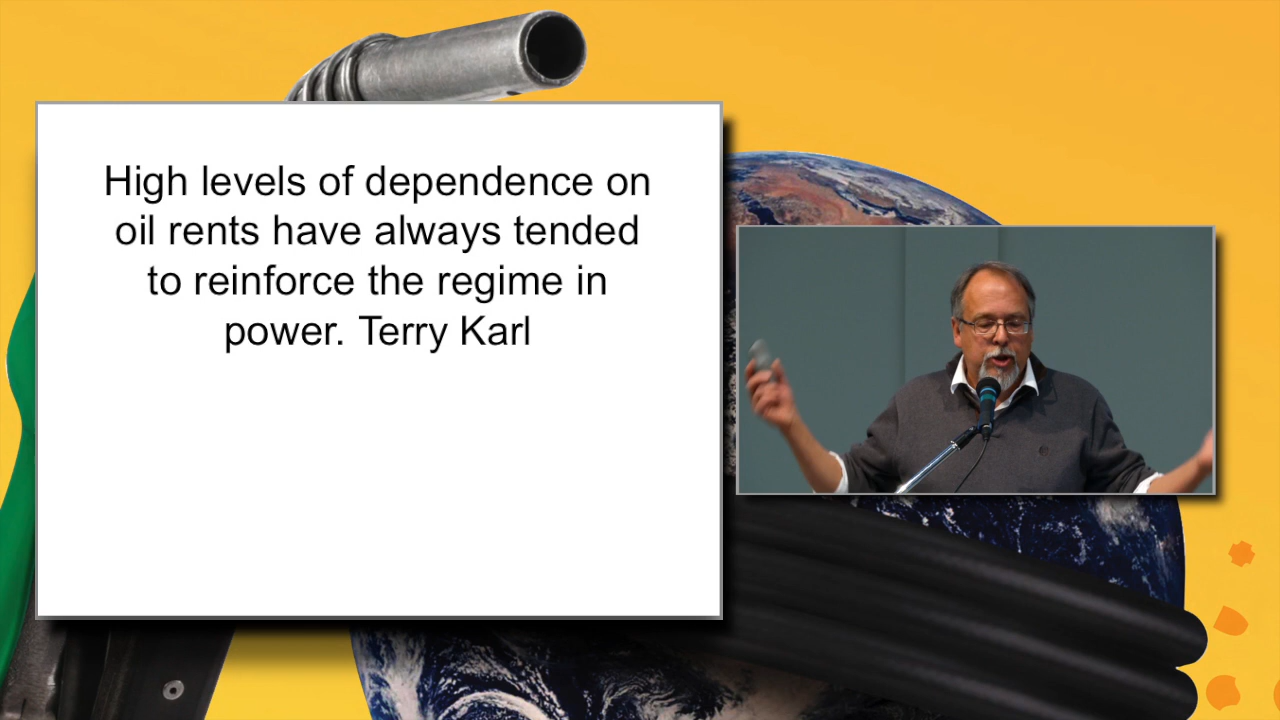 High levels of dependence on
oil rents have always tended
to reinforce the regime in
power. Terry Karl